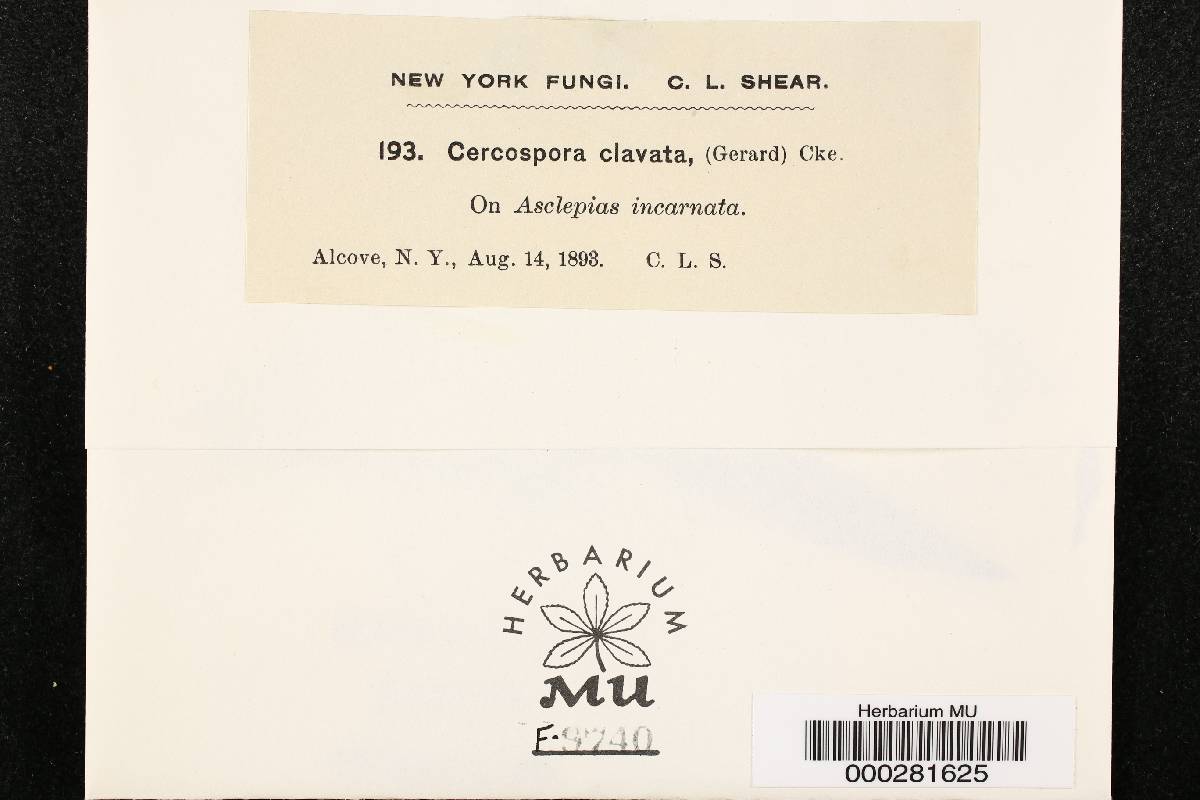 NEW YORK FUNGI. C. L. SHEAR.
193. Cercospora clavata, (Gerard) Cke.
On Asclepias incarnata.
Alcove, N. Y., Aug. 14, 1893. C. L. S.
HERBARIUM
MU
F-9740
Herbarium MU
000281625